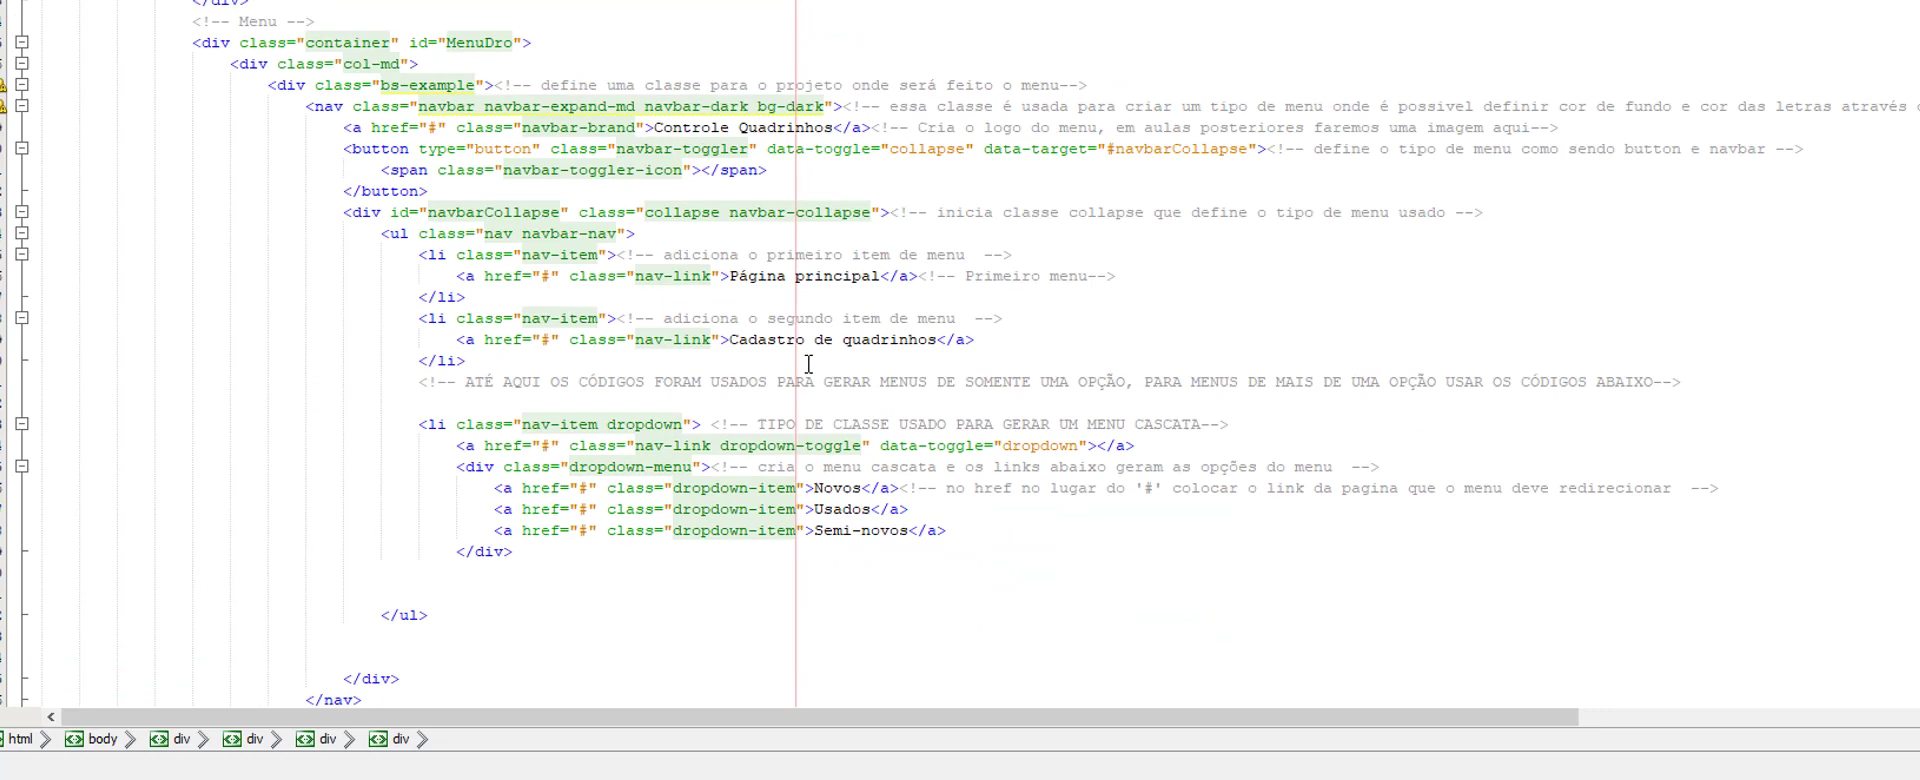 </div>
<!-- Menu -->
<div class="container" id="MenuDro">
<div class="col-md">
<div class="bs-example"><!-- define uma classe para o projeto onde será feito o menu-->
<nav class="navbar navbar-expand-md navbar-dark bg-dark"><!-- essa classe é usada para criar um tipo de menu onde é possivel definir cor de fundo e cor das letras através
<a href="#" class="navbar-brand">Controle Quadrinhos</a><!-- Cria o logo do menu, em aulas posteriores faremos uma imagem aqui-->
<button type="button" class="navbar-toggler" data-toggle="collapse" data-target="#navbarCollapse"><!-- define o tipo de menu como sendo button e navbar -->
<span class="navbar-toggler-icon"></span>
</button>
<div id="navbarCollapse" class="collapse navbar-collapse"><!-- inicia classe collapse que define o tipo de menu usado -->
<ul class="nav navbar-nav">
<li class="nav-item"><!-- adiciona o primeiro item de menu  -->
<a href="#" class="nav-link">Página principal</a><!-- Primeiro menu-->
</li>
<li class="nav-item"><!-- adiciona o segundo item de menu  -->
<a href="#" class="nav-link">Cadastro de quadrinhos</a>
</li>
<!-- ATÉ AQUI OS CÓDIGOS FORAM USADOS PARA GERAR MENUS DE SOMENTE UMA OPÇÃO, PARA MENUS DE MAIS DE UMA OPÇÃO USAR OS CÓDIGOS ABAIXO-->
<li class="nav-item dropdown"> <!-- TIPO DE CLASSE USADO PARA GERAR UM MENU CASCATA-->
<a href="#" class="nav-link dropdown-toggle" data-toggle="dropdown"></a>
<div class="dropdown-menu"><!-- cria o menu cascata e os links abaixo geram as opções do menu  -->
<a href="#" class="dropdown-item">Novos</a><!-- no href no lugar do '#' colocar o link da pagina que o menu deve redirecionar  -->
<a href="#" class="dropdown-item">Usados</a>
<a href="#" class="dropdown-item">Semi-novos</a>
</div>
</ul>
</div>
</nav>
html body div div div div